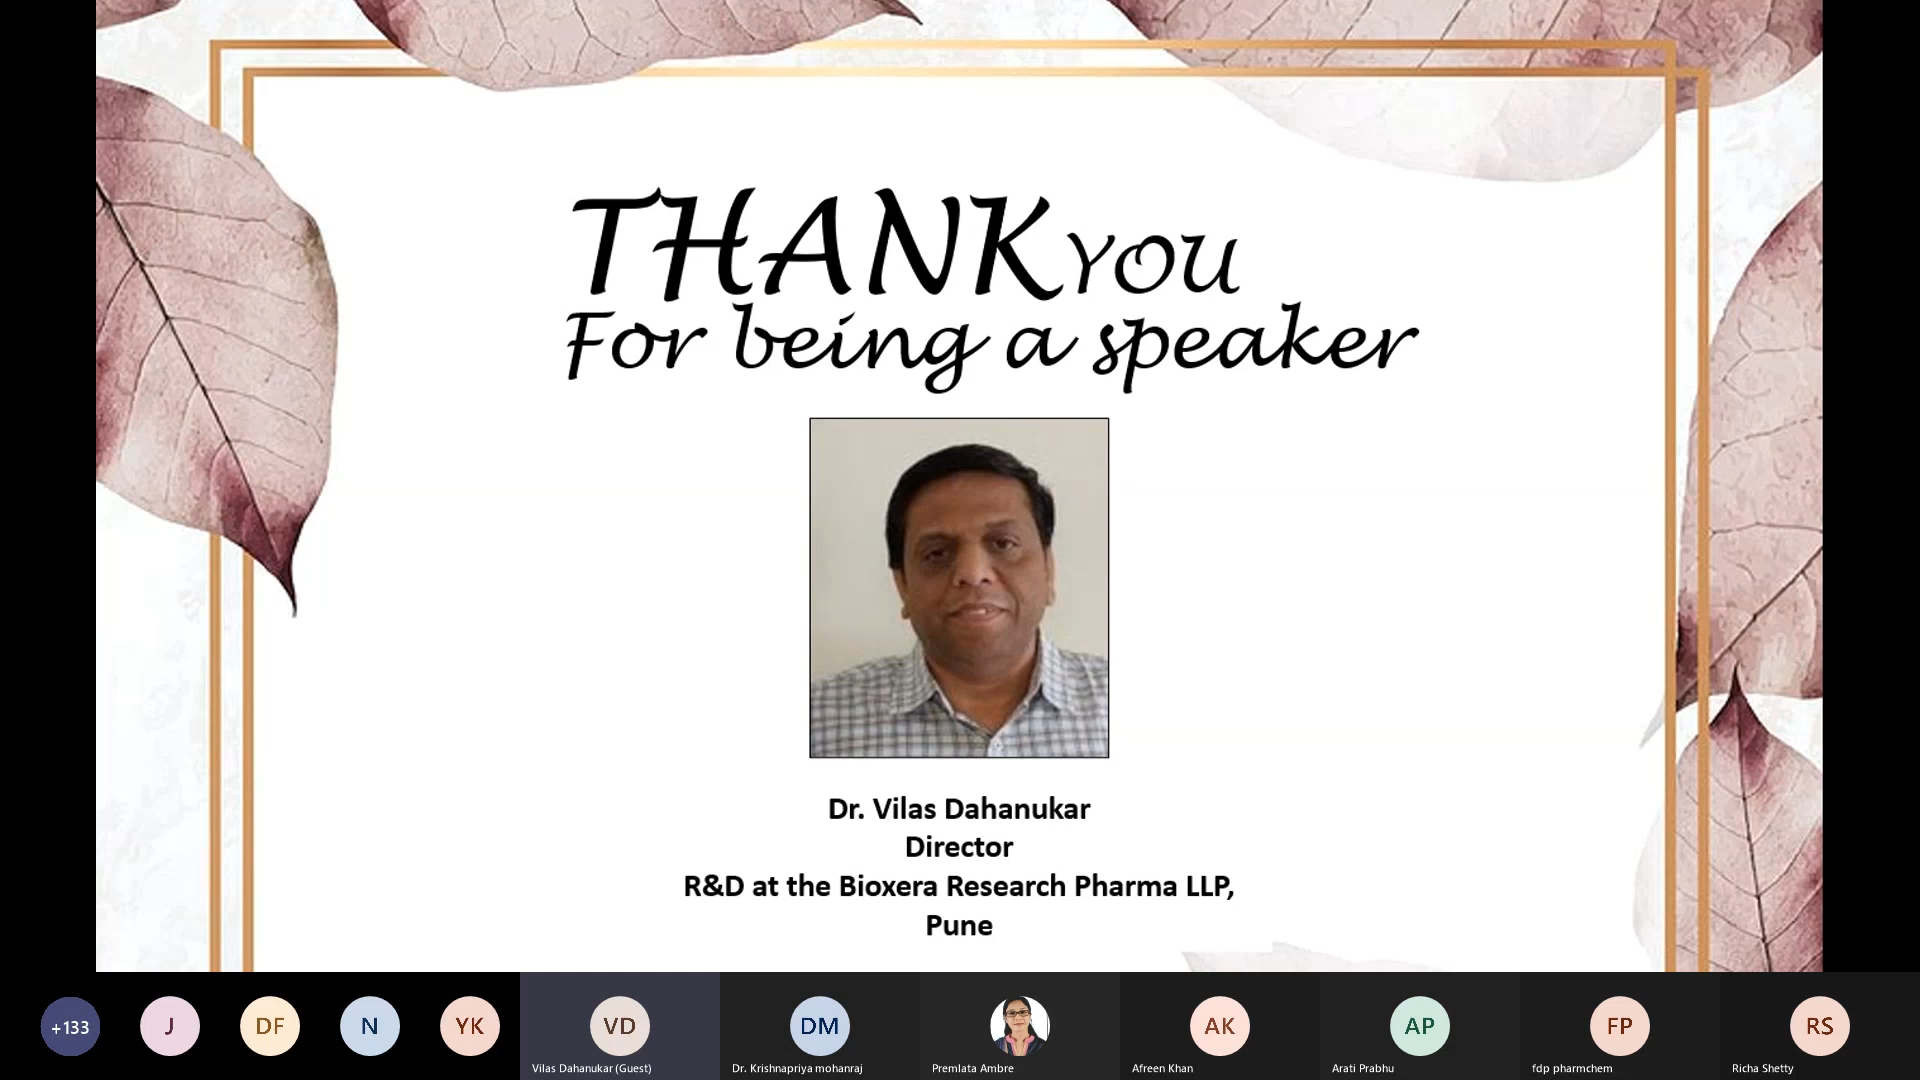 THANK YOU
For being a speaker
Dr. Vilas Dahanukar
Director
R&D at the Bioxera Research Pharma LLP,
Pune
+133
J
DF
N
YK
VD
DM
AK
AP
FP
RS
Vilas Dahanukar (Guest)
Dr. Krishnapriya mohanraj
Premlata Ambre
Afreen Khan
Arati Prabhu
fdp pharmchem
Richa Shetty